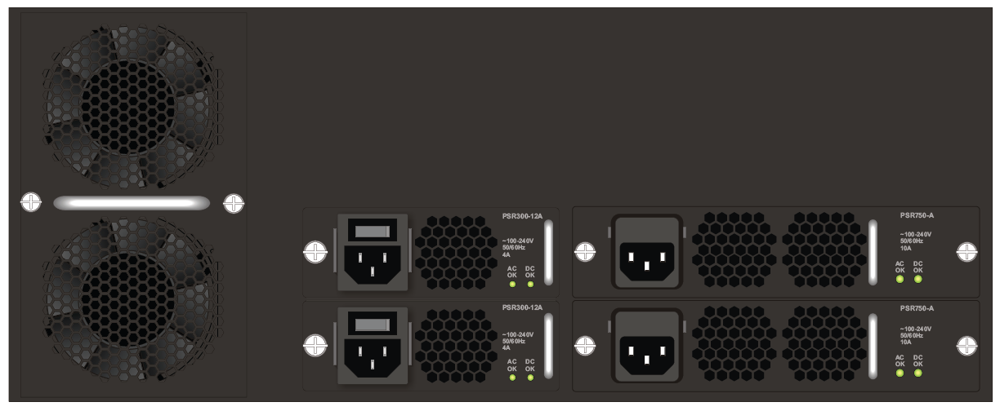 PSR300-12A
~100-240V
50/60Hz
4A
AC DC
OK OK
PSR750-A
~100-240V
50/60Hz
10A
AC DC
OK OK
PSR300-12A
~100-240V
50/60Hz
4A
AC DC
OK OK
PSR750-A
~100-240V
50/60Hz
10A
AC DC
OK OK